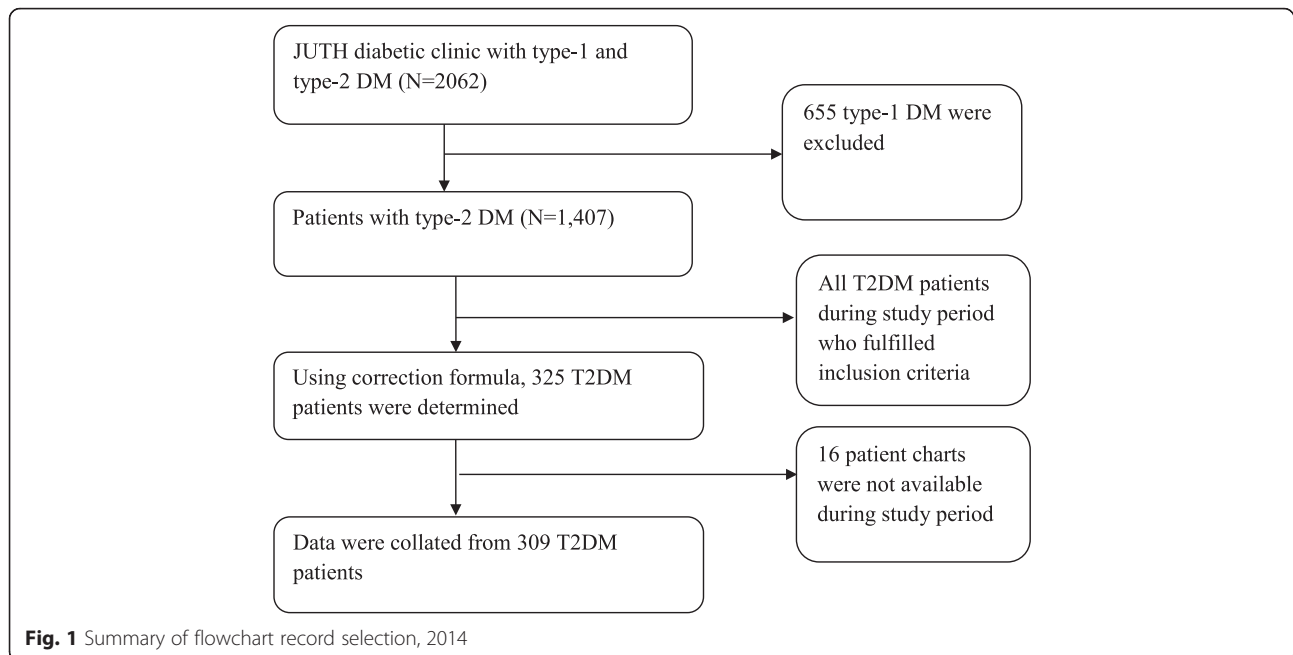 JUTH diabetic clinic with type-1 and
type-2 DM (N=2062)
655 type-1 DM were
excluded
Patients with type-2 DM (N=1,407)
All T2DM patients
during study period
who fulfilled
inclusion criteria
Using correction formula, 325 T2DM
patients were determined
16 patient charts
were not available
during study period
Data were collated from 309 T2DM
patients
Fig. 1 Summary of flowchart record selection, 2014